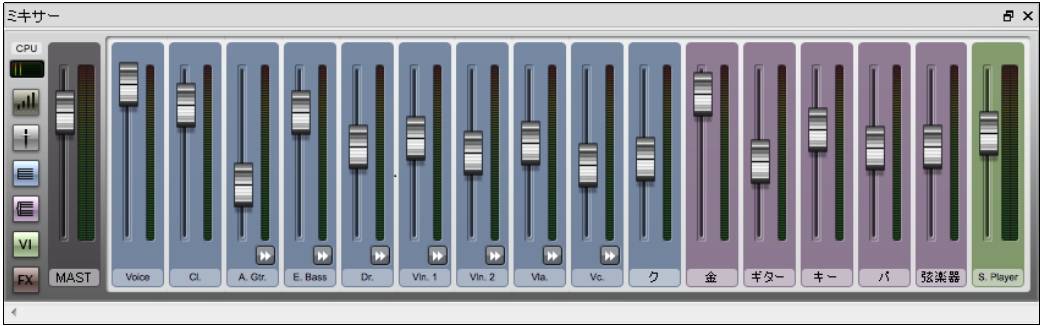 ミキサー
CPU
VI
FX
MAST
Voice
Cl.
A. Gtr.
E. Bass
Dr.
Vln. 1
Vln. 2
Vla.
Vc.
ク
金
ギター
キー
パ
弦楽器
S. Player